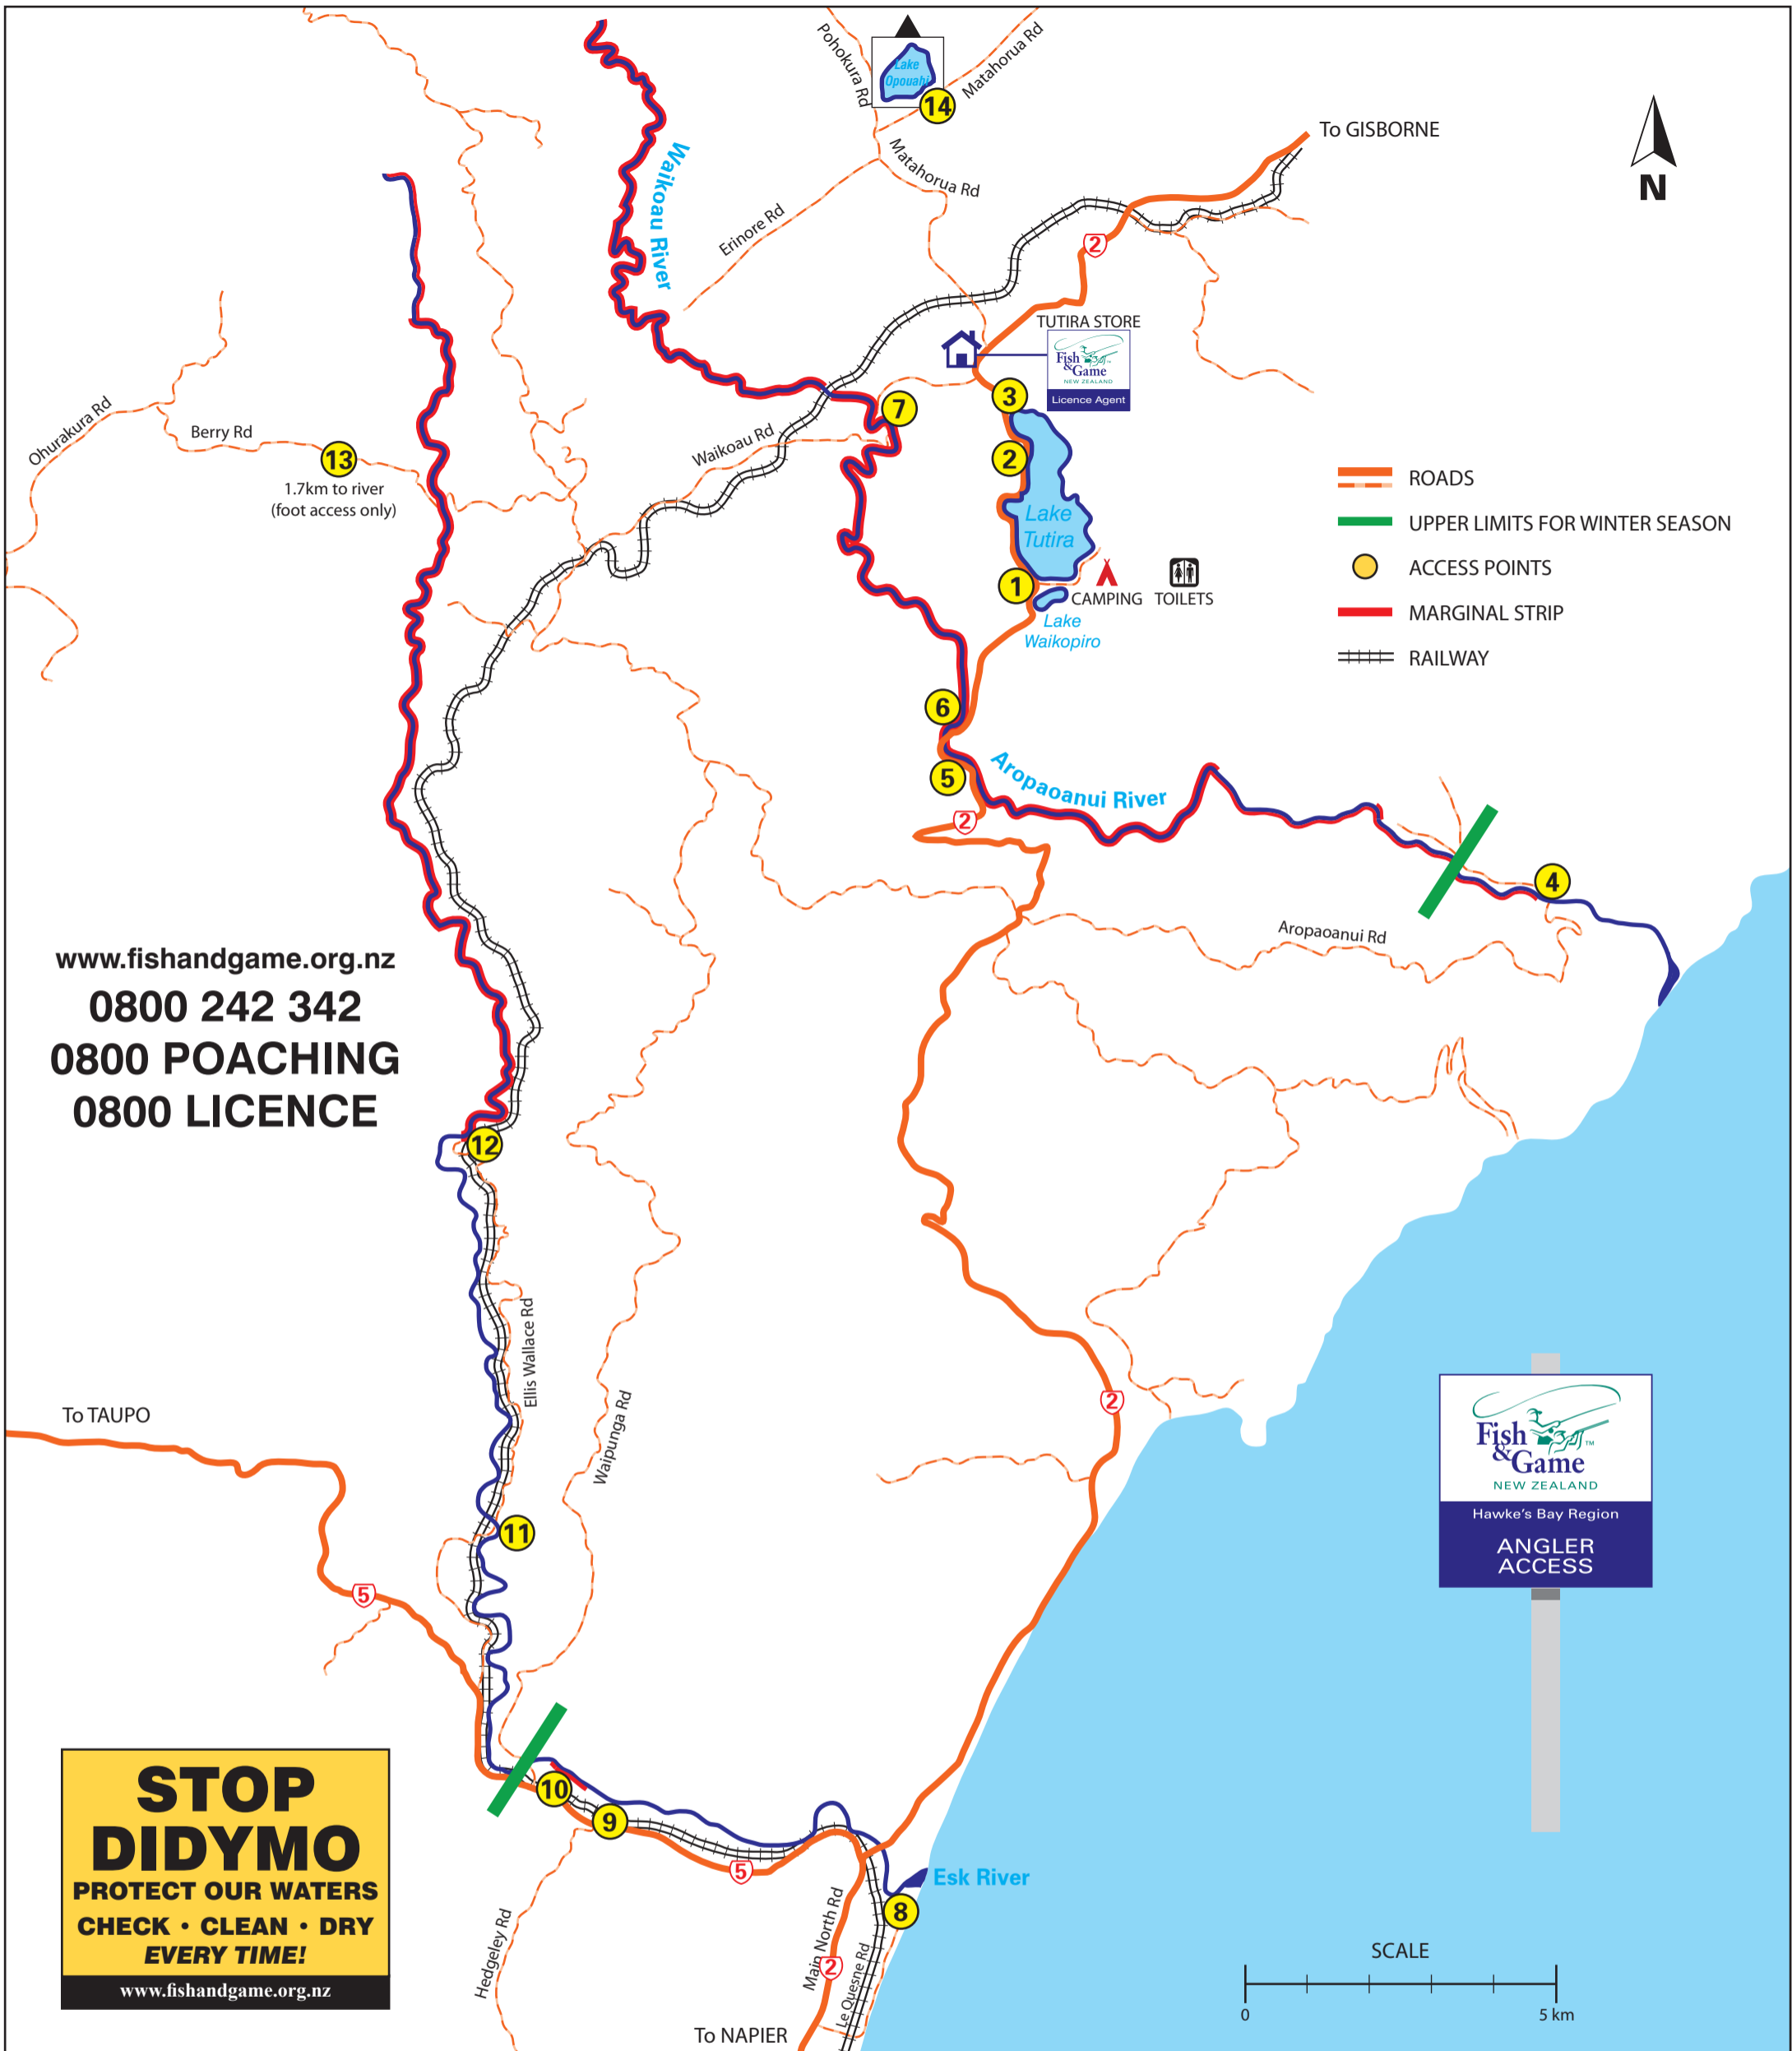 Pohokura Rd
Lake
Opouahi
14
Matahorua Rd
Matahorua Rd
To GISBORNE
N
Waikoau River
Erinore Rd
2
TUTIRA STORE
Fish
&Game
NEW ZEALAND
Licence Agent
3
7
Ohurakura Rd
Berry Rd
13
1.7km to river
(foot access only)
Waikoau Rd
2
Lake
Tutira
1
CAMPING
TOILETS
Lake
Waikopiro
ROADS
UPPER LIMITS FOR WINTER SEASON
ACCESS POINTS
MARGINAL STRIP
RAILWAY
6
5
Aropaoanui River
2
4
Aropaoanui Rd
www.fishandgame.org.nz
0800 242 342
0800 POACHING
0800 LICENCE
12
Ellis Wallace Rd
Waipunga Rd
To TAUPO
2
11
5
Fish
&Game
™
NEW ZEALAND
Hawke's Bay Region
ANGLER
ACCESS
10
9
5
Esk River
8
Hedgeley Rd
Main North Rd
2
Le Quesne Rd
To NAPIER
STOP
DIDYMO
PROTECT OUR WATERS
CHECK • CLEAN • DRY
EVERY TIME!
www.fishandgame.org.nz
SCALE
0
5 km